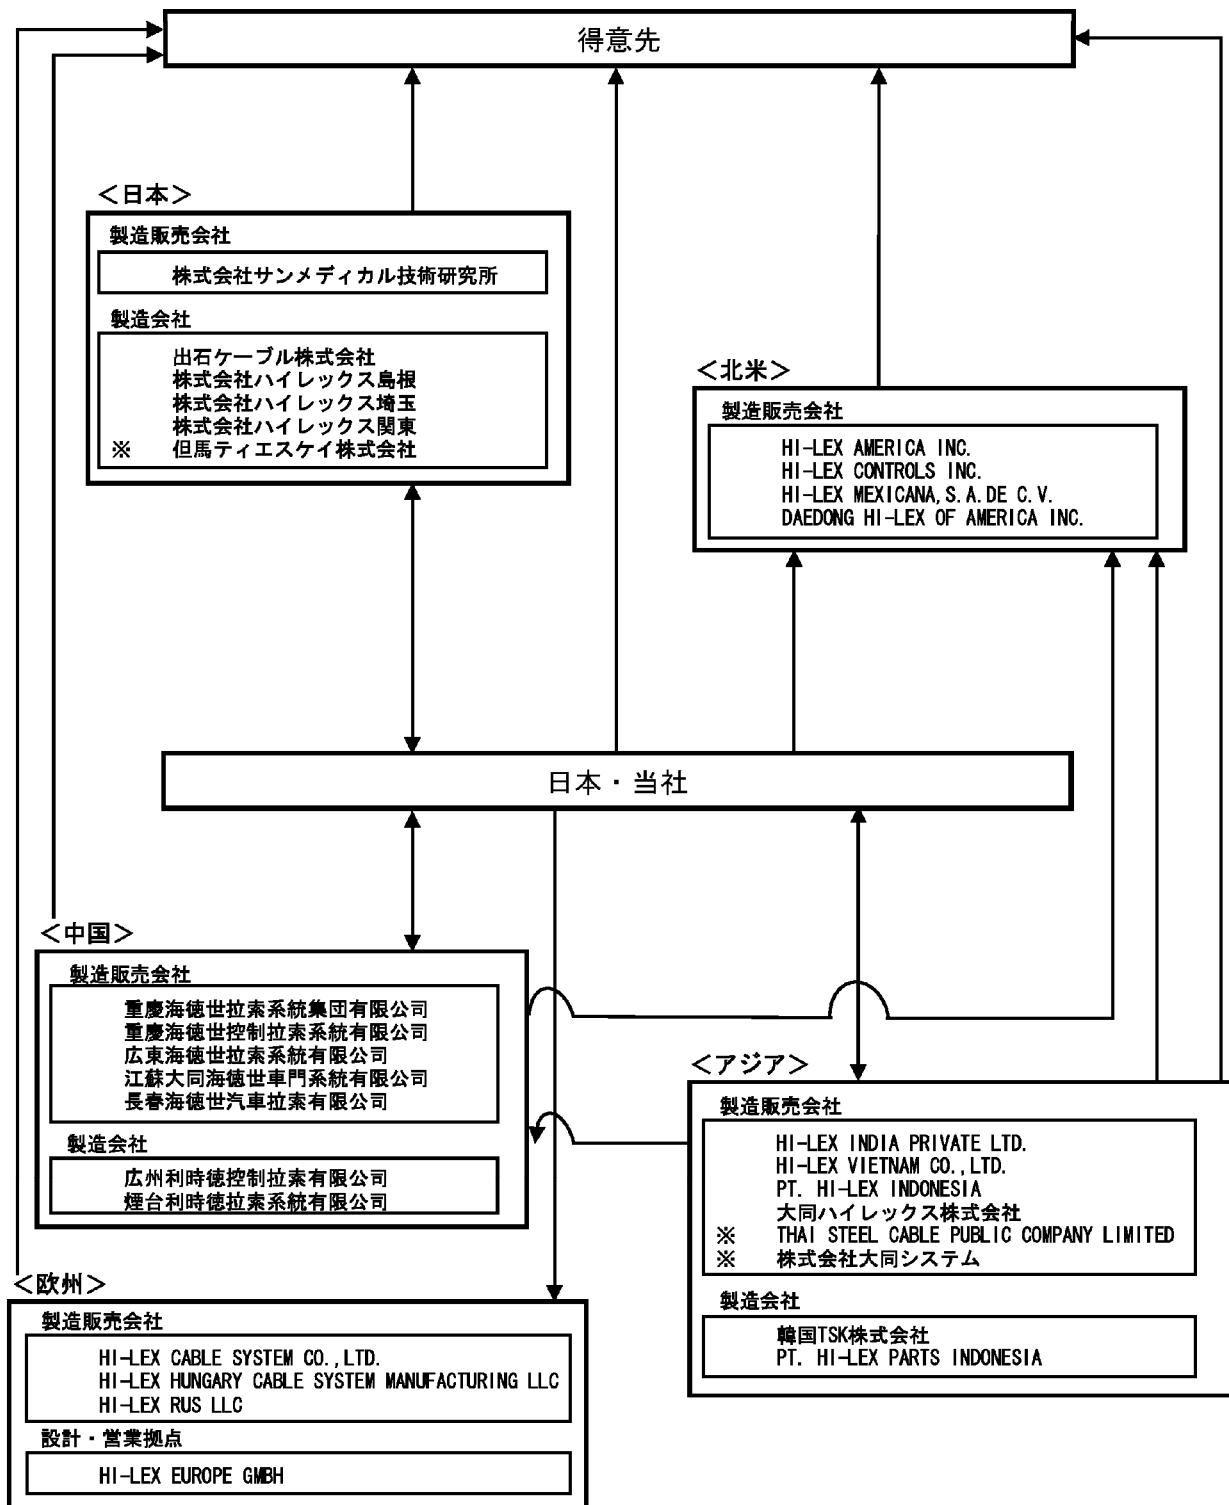 得意先
＜日本＞
製造販売会社
株式会社サンメディカル技術研究所
製造会社
出石ケーブル株式会社
株式会社ハイレックス島根
株式会社ハイレックス埼玉
株式会社ハイレックス関東
※ 但馬ティエスケイ株式会社
＜北米＞
製造販売会社
HI-LEX AMERICA INC.
HI-LEX CONTROLS INC.
HI-LEX MEXICANA,S.A.DE C.V.
DAEDONG HI-LEX OF AMERICA INC.
日本・当社
＜中国＞
製造販売会社
重慶海徳世拉索系統集団有限公司
重慶海徳世控制拉索系統有限公司
広東海徳世拉索系統有限公司
江蘇大同海徳世車門系統有限公司
長春海徳世汽車拉索有限公司
製造会社
広州利時徳控制拉索有限公司
煙台利時徳拉索系統有限公司
＜アジア＞
製造販売会社
HI-LEX INDIA PRIVATE LTD.
HI-LEX VIETNAM CO.,LTD.
PT. HI-LEX INDONESIA
大同ハイレックス株式会社
※ THAI STEEL CABLE PUBLIC COMPANY LIMITED
※ 株式会社大同システム
製造会社
韓国TSK株式会社
PT. HI-LEX PARTS INDONESIA
＜欧州＞
製造販売会社
HI-LEX CABLE SYSTEM CO.,LTD.
HI-LEX HUNGARY CABLE SYSTEM MANUFACTURING LLC
HI-LEX RUS LLC
設計・営業拠点
HI-LEX EUROPE GMBH